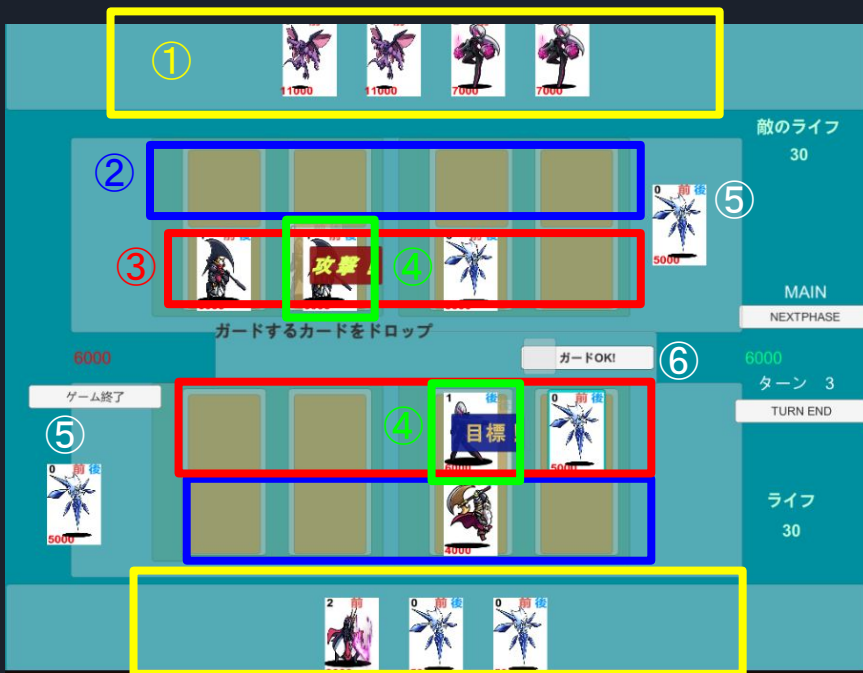 ①
11000
11000
7000
7000
敵のライフ
30
②
0 前 後
⑤
5000
③
攻撃!
④
MAIN
NEXTPHASE
ガードするカードをドロップ
6000
ガードOK!
⑥
6000
ターン 3
ゲーム終了
TURN END
⑤
④
1 後
目標!
0 前 後
5000
0 前 後
5000
4000
ライフ
30
2 前
0 前 後
0 前 後